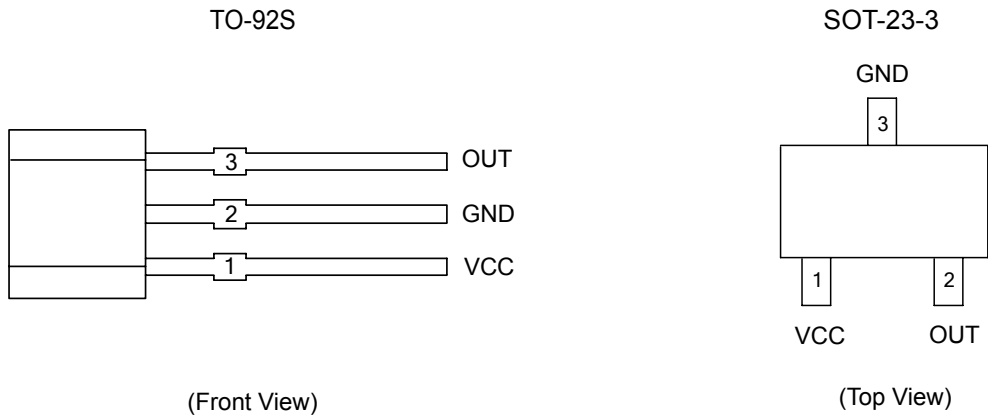 TO-92S
3 OUT
2 GND
1 VCC
(Front View)
SOT-23-3
GND
3
1 2
VCC OUT
(Top View)